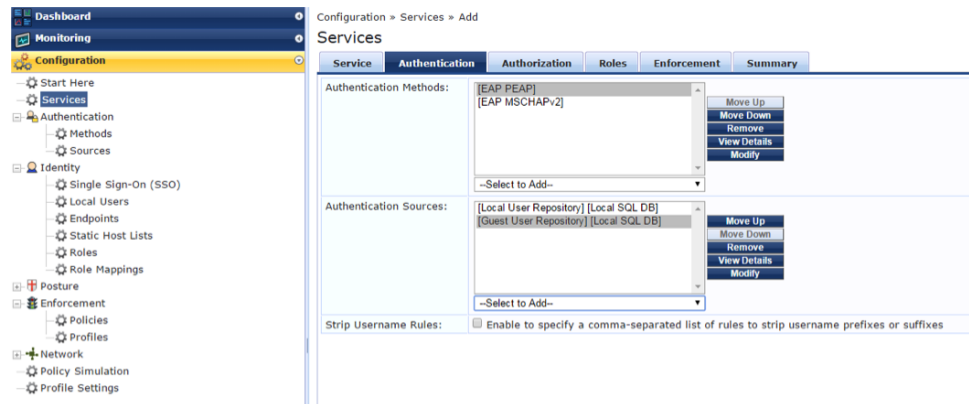 Dashboard
Monitoring
Configuration
Start Here
Services
Authentication
Methods
Sources
Identity
Single Sign-On (SSO)
Local Users
Endpoints
Static Host Lists
Roles
Role Mappings
Posture
Enforcement
Policies
Profiles
Network
Policy Simulation
Profile Settings
Configuration » Services » Add
Services
Service Authentication Authorization Roles Enforcement Summary
Authentication Methods:
[EAP PEAP]
[EAP MSCHAPv2]
Move Up
Move Down
Remove
View Details
Modify
--Select to Add--
Authentication Sources:
[Local User Repository] [Local SQL DB]
[Guest User Repository] [Local SQL DB]
Move Up
Move Down
Remove
View Details
Modify
--Select to Add--
Strip Username Rules: Enable to specify a comma-separated list of rules to strip username prefixes or suffixes